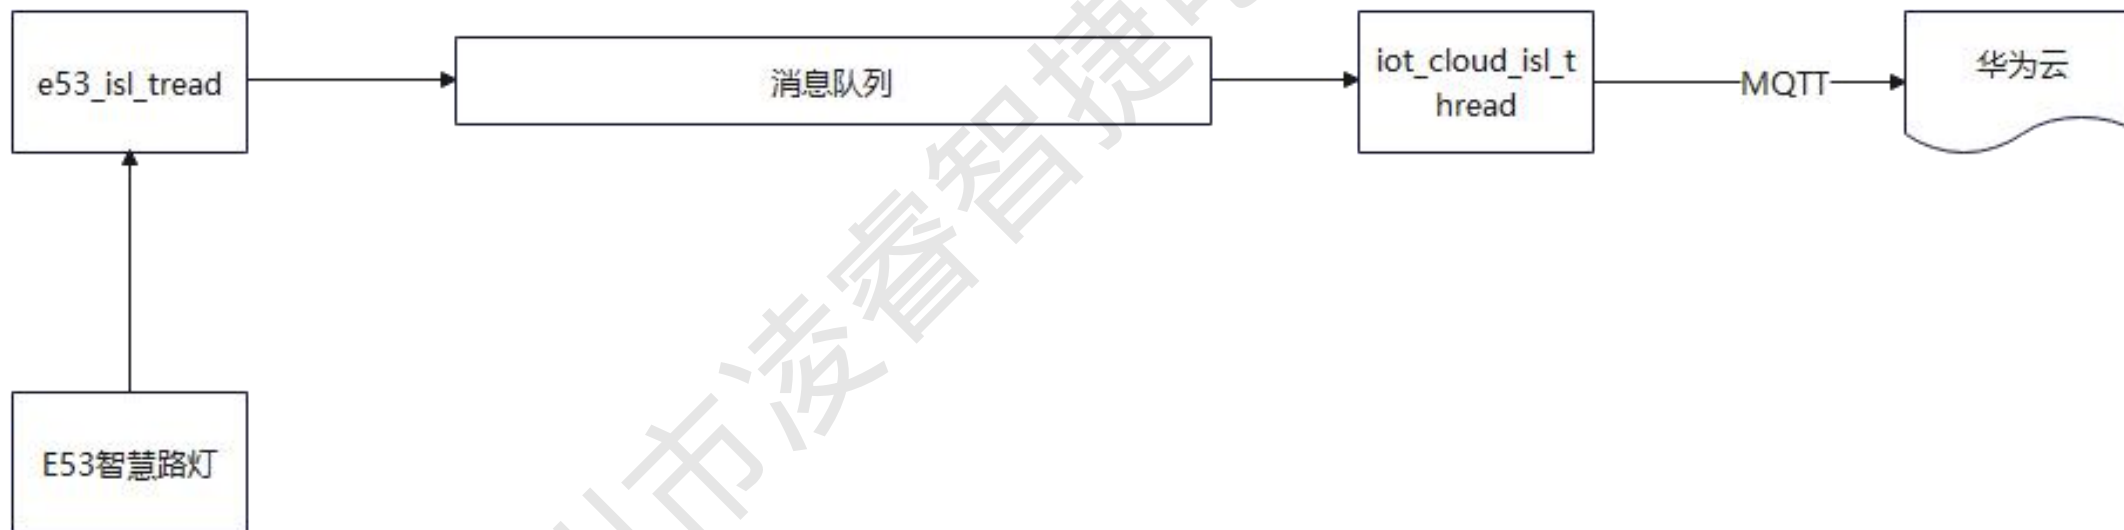 e53_isl_tread
消息队列
iot_cloud_isl_t
hread
MQTT
华为云
E53智慧路灯
市凌睿智捷